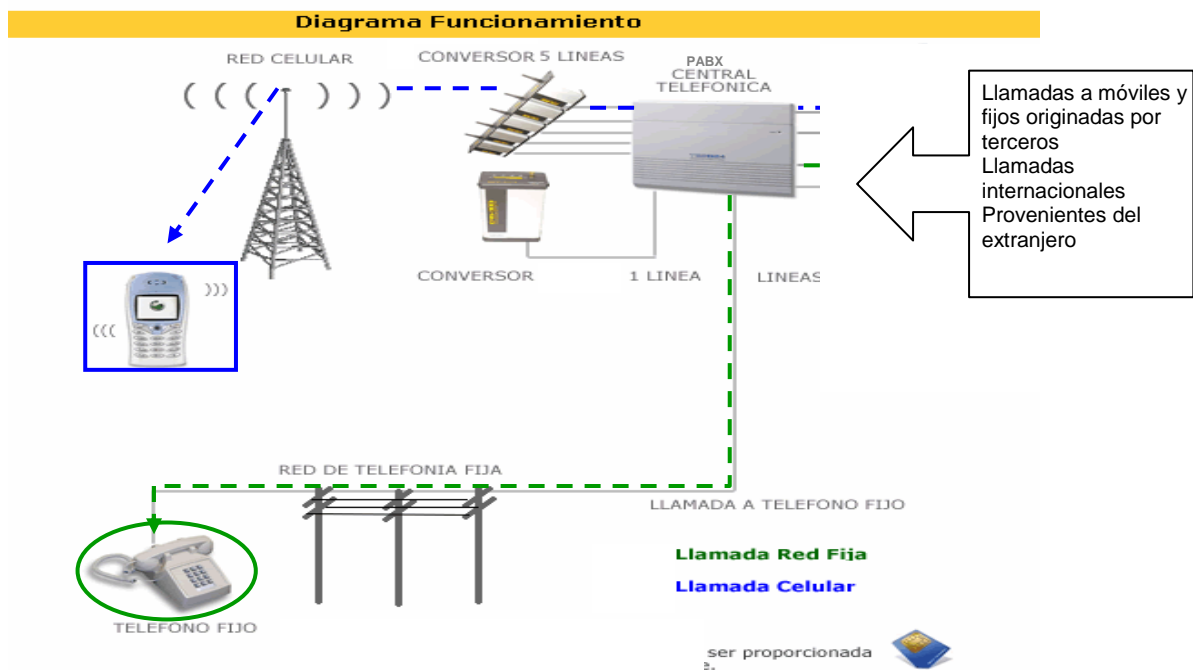 Diagrama Funcionamiento
RED CELULAR
CONVERSOR 5 LINEAS
PABX
CENTRAL
TELEFONICA
Llamadas a móviles y
fijos originadas por
terceros
Llamadas
internacionales
Provenientes del
extranjero
CONVERSOR
1 LINEA
LINEAS
RED DE TELEFONIA FIJA
LLAMADA A TELEFONO FIJO
Llamada Red Fija
Llamada Celular
TELEFONO FIJO
ser proporcionada